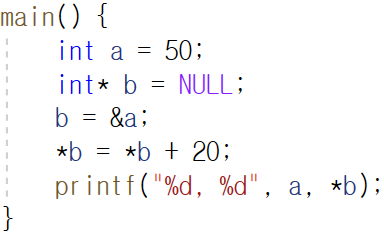 main() {
    int a = 50;
    int* b = NULL;
    b = &a;
    *b = *b + 20;
    printf("%d, %d", a, *b);
}